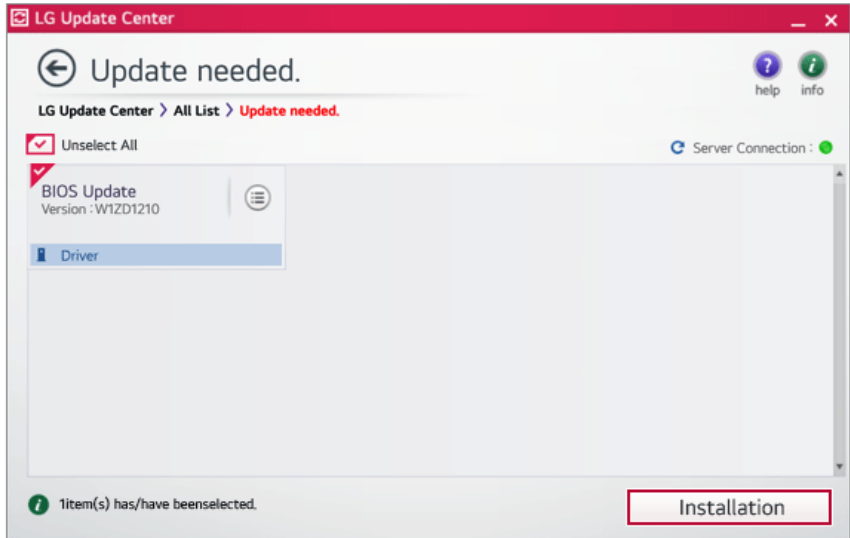 LG Update Center
Update needed.
help
info
LG Update Center > All List > Update needed.
Unselect All
Server Connection :
BIOS Update
Version : W1ZD1210
Driver
1item(s) has/have beenselected.
Installation